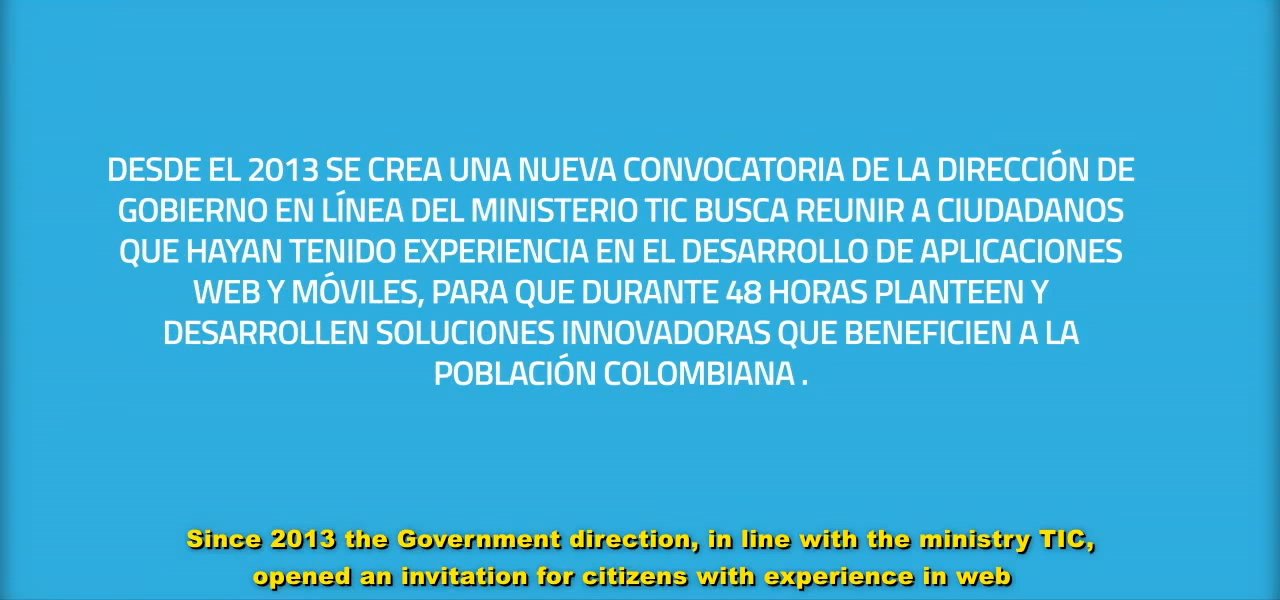 DESDE EL 2013 SE CREA UNA NUEVA CONVOCATORIA DE LA DIRECCIÓN DE
GOBIERNO EN LÍNEA DEL MINISTERIO TIC BUSCA REUNIR A CIUDADANOS
QUE HAYAN TENIDO EXPERIENCIA EN EL DESARROLLO DE APLICACIONES
WEB Y MÓVILES, PARA QUE DURANTE 48 HORAS PLANTEEN Y
DESARROLLEN SOLUCIONES INNOVADORAS QUE BENEFICIEN A LA
POBLACIÓN COLOMBIANA .
Since 2013 the Government direction, in line with the ministry TIC,
opened an invitation for citizens with experience in web